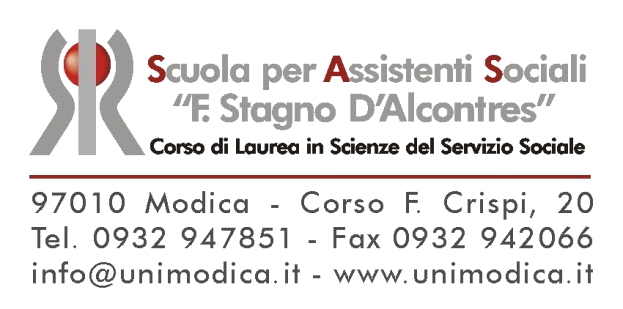 Scuola per Assistenti Sociali
“F. Stagno D’Alcontres”
Corso di Laurea in Scienze del Servizio Sociale
97010 Modica - Corso F. Crispi, 20
Tel. 0932 947851 - Fax 0932 942066
info@unimodica.it - www.unimodica.it